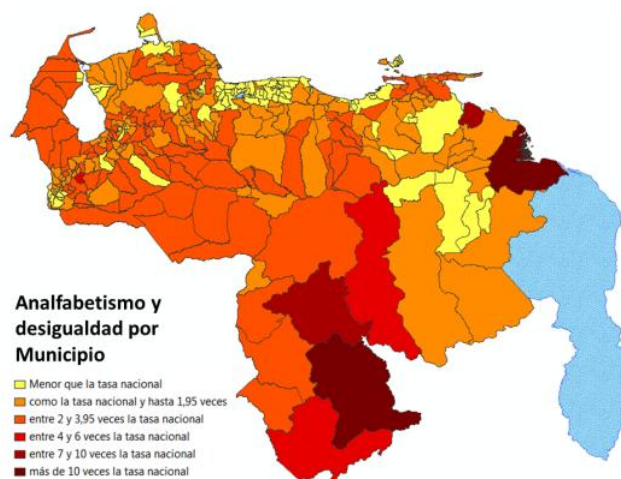 Analfabetismo y
desigualdad por
Municipio
Menor que la tasa nacional
como la tasa nacional y hasta 1,95 veces
entre 2 y 3,95 veces la tasa nacional
entre 4 y 6 veces la tasa nacional
entre 7 y 10 veces la tasa nacional
más de 10 veces la tasa nacional